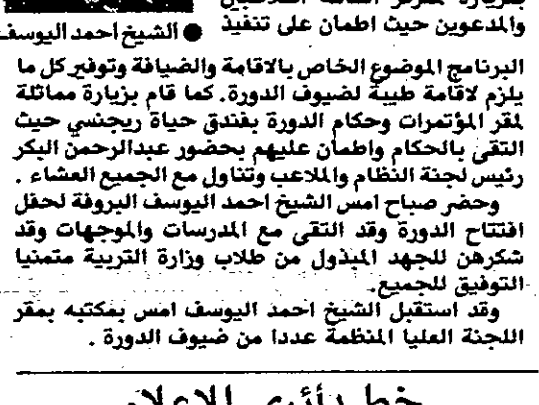 والمدعوين حيث اطمان على تنفيذ
● الشيخ احمد اليوسف
البرنامج الموضوع الخاص بالاقامة والضيافة وتوفير كل ما
يلزم لاقامة طيبة لضيوف الدورة. كما قام بزيارة مماثلة
لمقر المؤتمرات وحكام الدورة بفندق حياة ريجنسي حيث
التقى بالحكام واطمأن عليهم بحضور عبدالرحمن البكر
رئيس لجنة النظام والملاعب وتناول مع الجميع العشاء .
وحضر صباح امس الشيخ احمد اليوسف البروفة لحفل
افتتاح الدورة وقد التقى مع المدرسات والموجهات وقد
شكرهن للجهد المبذول من طلاب وزارة التربية متمنيا
التوفيق للجميع.
وقد استقبل الشيخ احمد اليوسف امس بمكتبه بمقر
اللجنة العليا المنظمة عددا من ضيوف الدورة .